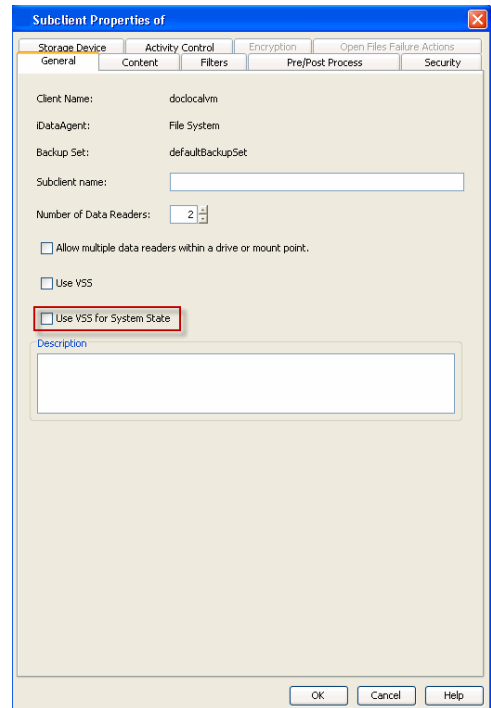 Subclient Properties of
Storage Device Activity Control Encryption Open Files Failure Actions
General Content Filters Pre/Post Process Security
Client Name: doclocalvm
iDataAgent: File System
Backup Set: defaultBackupSet
Subclient name:
Number of Data Readers: 2
Allow multiple data readers within a drive or mount point.
Use VSS
Use VSS for System State
Description
OK Cancel Help